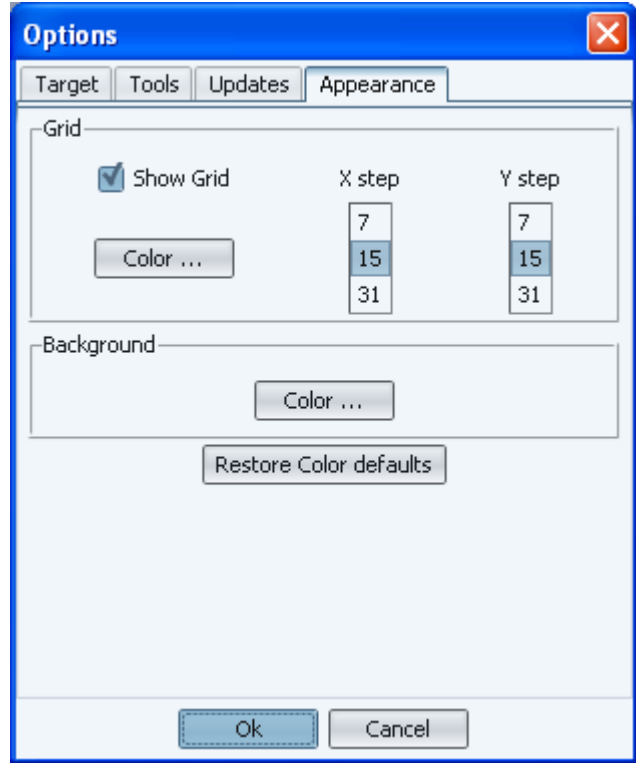 Options
Target Tools Updates Appearance
Grid
Show Grid X step Y step
7 7
Color ... 15 15
31 31
Background
Color ...
Restore Color defaults
Ok Cancel